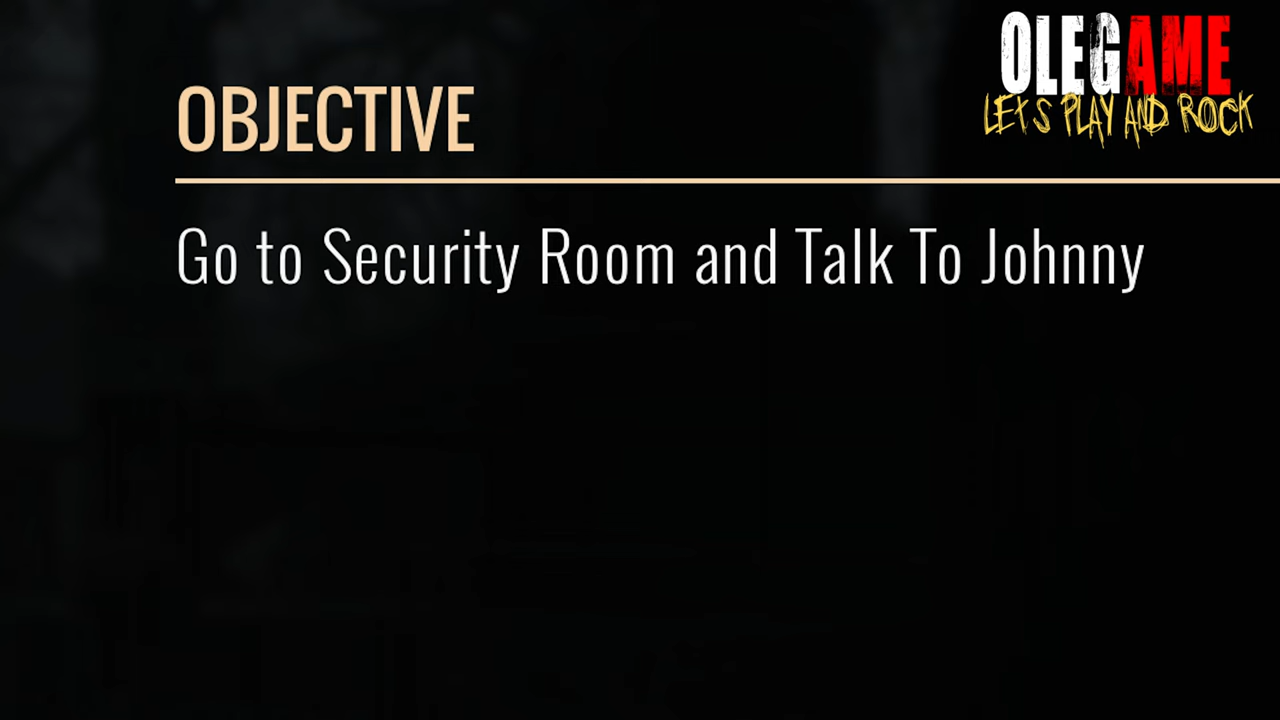 OLEGAME
LET'S PLAY AND ROCK
OBJECTIVE
Go to Security Room and Talk To Johnny